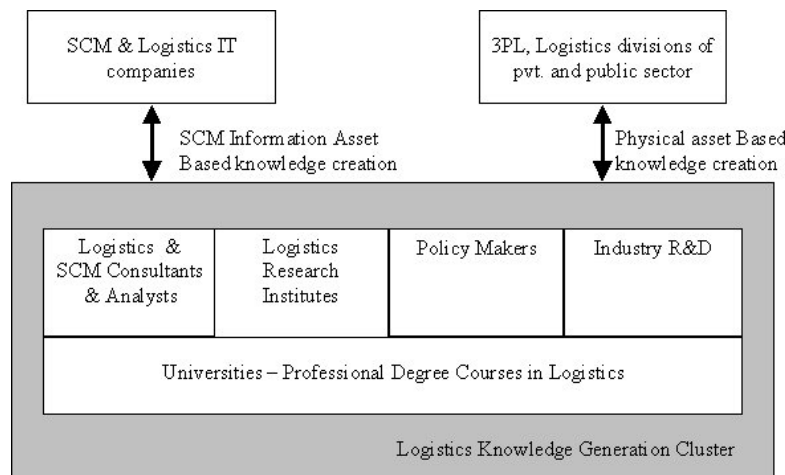 SCM & Logistics IT
companies
3PL, Logistics divisions of
pvt. and public sector
SCM Information Asset
Based knowledge creation
Physical asset Based
knowledge creation
Logistics &
SCM Consultants
& Analysts
Logistics
Research
Institutes
Policy Makers
Industry R&D
Universities – Professional Degree Courses in Logistics
Logistics Knowledge Generation Cluster